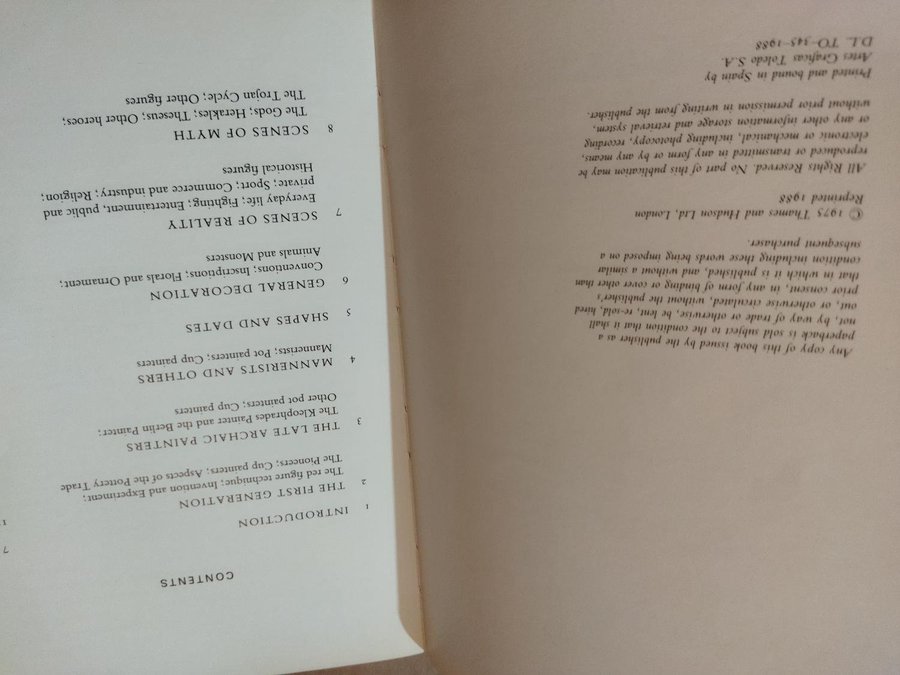 Any copy of this book issued by the publisher as a
paperback is sold subject to the condition that it shall
not, by way of trade or otherwise, be lent, re-sold, hired
out, or otherwise circulated, without the publisher's
prior consent, in any form of binding or cover other than
that in which it is published, and without a similar
condition including these words being imposed on a
subsequent purchaser.
© 1975 Thames and Hudson Ltd, London
Reprinted 1988
All Rights Reserved. No part of this publication may be
reproduced or transmitted in any form or by any means,
electronic or mechanical, including photocopy, recording
or any other information storage and retrieval system,
without prior permission in writing from the publisher.
Printed and bound in Spain by
Artes Graficas Toledo S.A.
D.L. TO-345-1988
CONTENTS
1 INTRODUCTION 7
2 THE FIRST GENERATION
The red figure technique; Invention and Experiment;
The Pioneers; Cup painters; Aspects of the Pottery Trade
3 THE LATE ARCHAIC PAINTERS
The Kleophrades Painter and the Berlin Painter;
Other pot painters; Cup painters
4 MANNERISTS AND OTHERS
Mannerists; Pot painters; Cup painters
5 SHAPES AND DATES
6 GENERAL DECORATION
Conventions; Inscriptions; Florals and Ornament;
Animals and Monsters
7 SCENES OF REALITY
Everyday life; Fighting; Entertainment, public and
private; Sport; Commerce and industry; Religion;
Historical figures
8 SCENES OF MYTH
The Gods; Herakles; Theseus; Other heroes;
The Trojan Cycle; Other figures